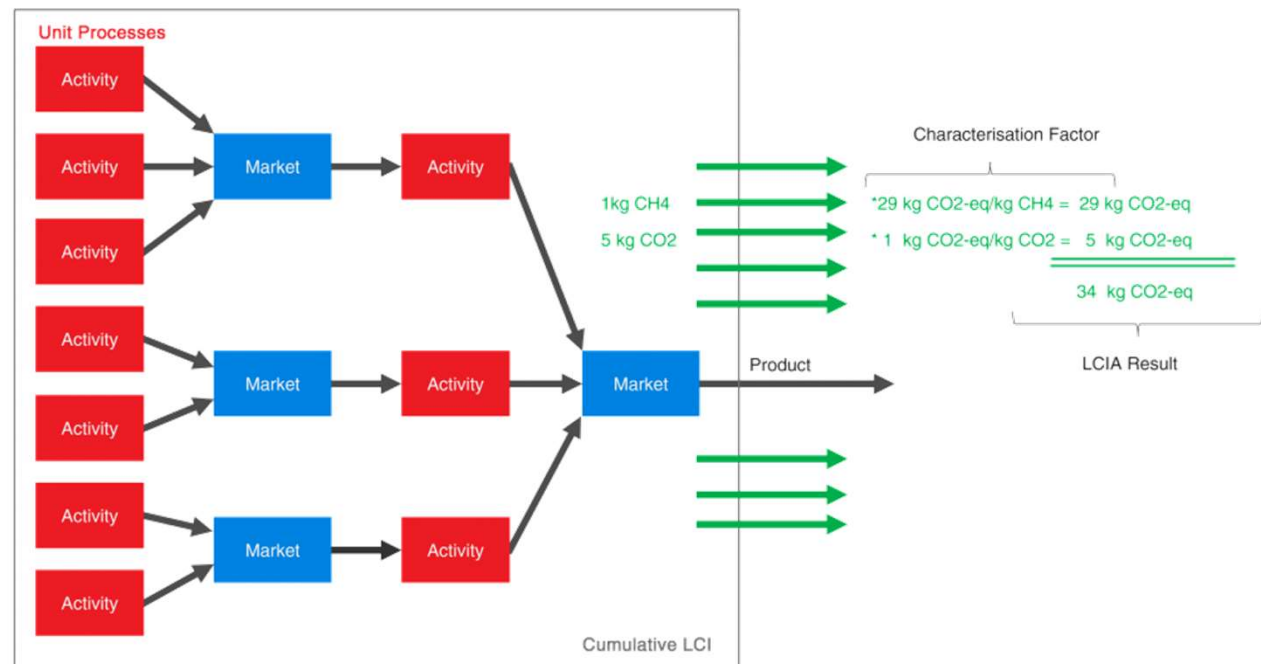 Unit Processes
Activity
Activity
Market
Activity
Activity
Activity
Activity
Market
Activity
Market
Activity
Activity
Market
Activity
Activity
Cumulative LCI
1kg CH4
5 kg CO2
Product
Characterisation Factor
*29 kg CO2-eq/kg CH4 = 29 kg CO2-eq
* 1 kg CO2-eq/kg CO2 = 5 kg CO2-eq
34 kg CO2-eq
LCIA Result